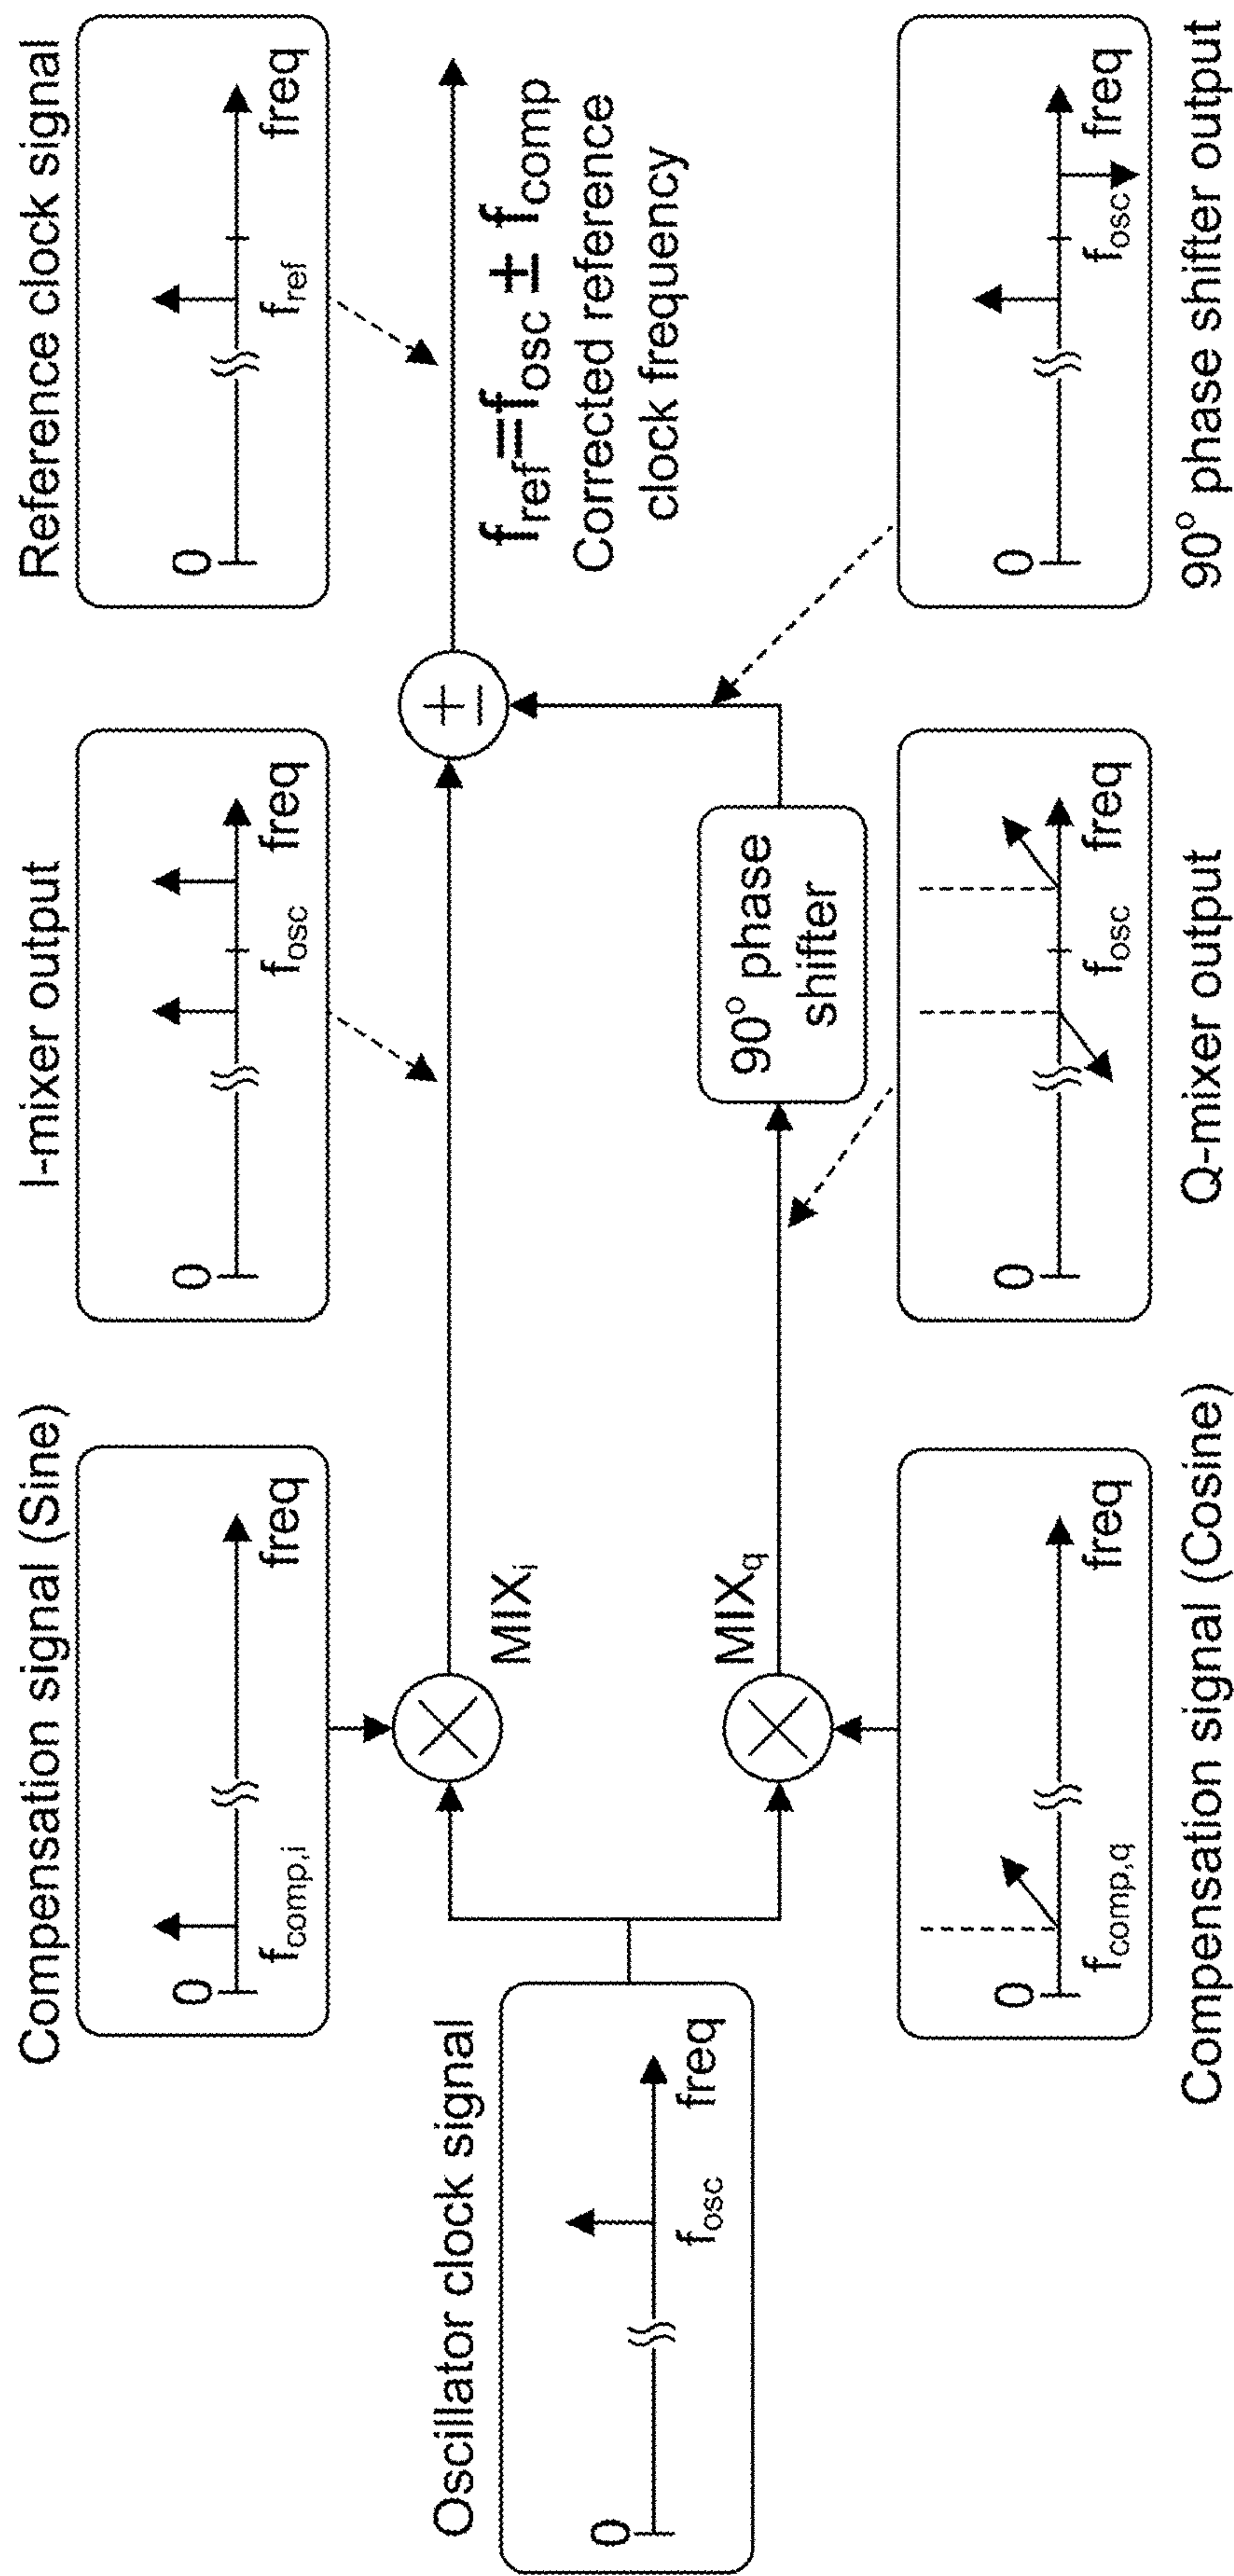 Compensation signal (Sine)
0
f_comp,i
freq
I-mixer output
0
f_osc
freq
Reference clock signal
0
f_ref
freq
Oscillator clock signal
0
f_osc
freq
MIX_i
MIX_q
90° phase
shifter
+
f_ref=f_osc ± f_comp
Corrected reference
clock frequency
0
f_comp,q
freq
Compensation signal (Cosine)
0
f_osc
freq
Q-mixer output
0
f_osc
freq
90° phase shifter output